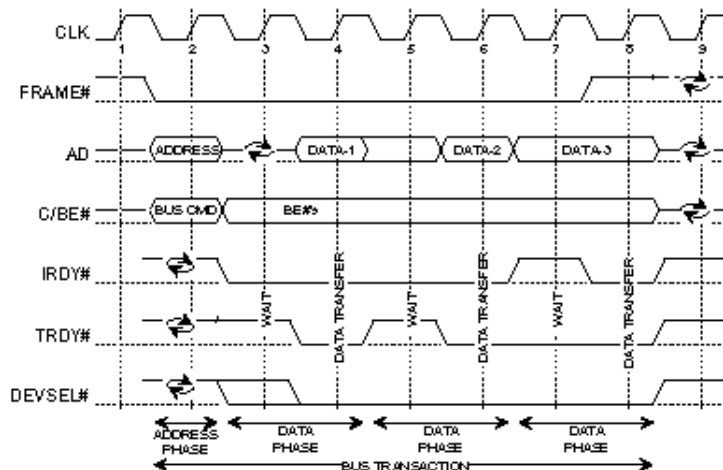 CLK
1 2 3 4 5 6 7 8 9
FRAME#
AD
ADDRESS DATA-1 DATA-2 DATA-3
C/BE#
BUS CMD BE#'s
IRDY#
WAIT DATA TRANSFER WAIT DATA TRANSFER WAIT DATA TRANSFER
TRDY#
DEVSEL#
ADDRESS PHASE
DATA PHASE
DATA PHASE
DATA PHASE
BUS TRANSACTION